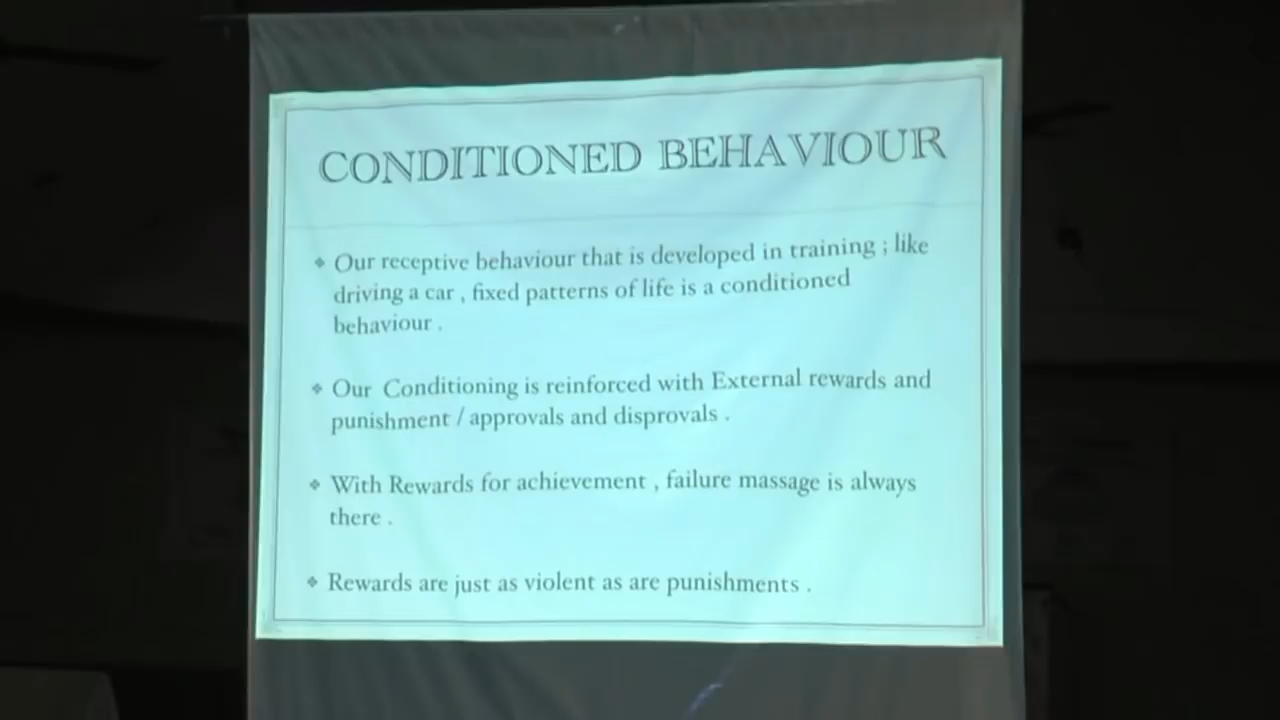 CONDITIONED BEHAVIOUR
❖ Our receptive behaviour that is developed in training ; like
driving a car , fixed patterns of life is a conditioned
behaviour .
❖ Our Conditioning is reinforced with External rewards and
punishment / approvals and disprovals .
❖ With Rewards for achievement , failure massage is always
there .
❖ Rewards are just as violent as are punishments .